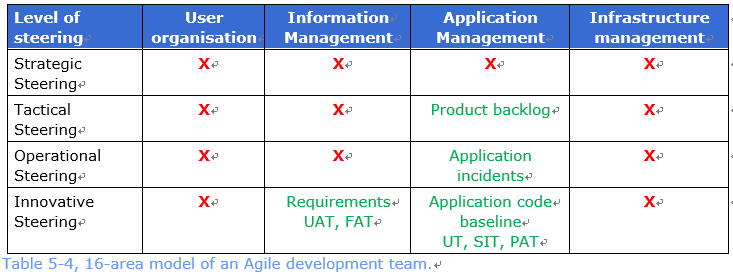 Level of steering User organisation Information Management Application Management Infrastructure management
Strategic Steering X X X X
Tactical Steering X X Product backlog X
Operational Steering X X Application incidents X
Innovative Steering X Requirements UAT, FAT Application code baseline UT, SIT, PAT X
Table 5-4, 16-area model of an Agile development team.